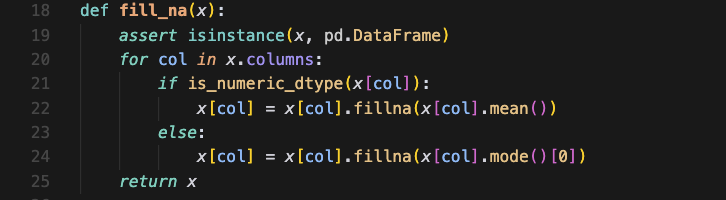 18 def fill_na(x):
19     assert isinstance(x, pd.DataFrame)
20     for col in x.columns:
21         if is_numeric_dtype(x[col]):
22             x[col] = x[col].fillna(x[col].mean())
23         else:
24             x[col] = x[col].fillna(x[col].mode()[0])
25     return x